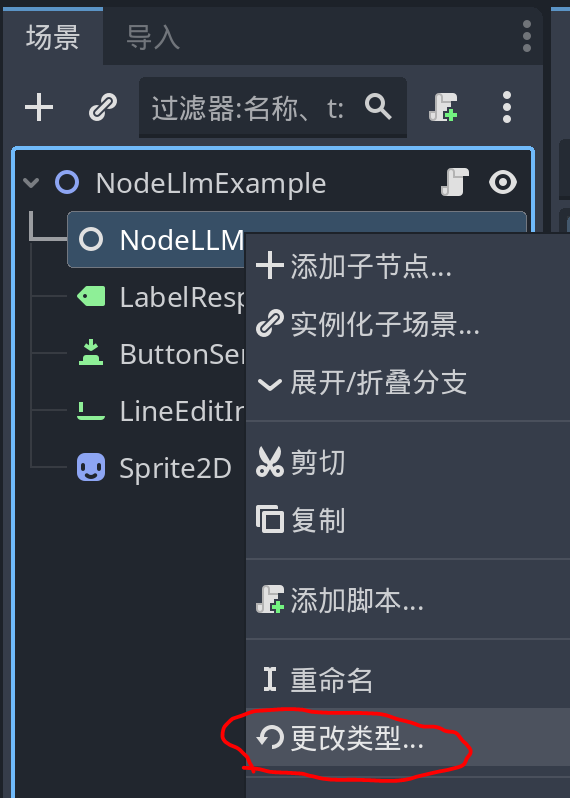 场景 导入
过滤器:名称、t:
NodeLlmExample
NodeLLM
LabelResp
ButtonSe
LineEditIr
Sprite2D
添加子节点...
实例化子场景...
展开/折叠分支
剪切
复制
添加脚本...
重命名
更改类型...